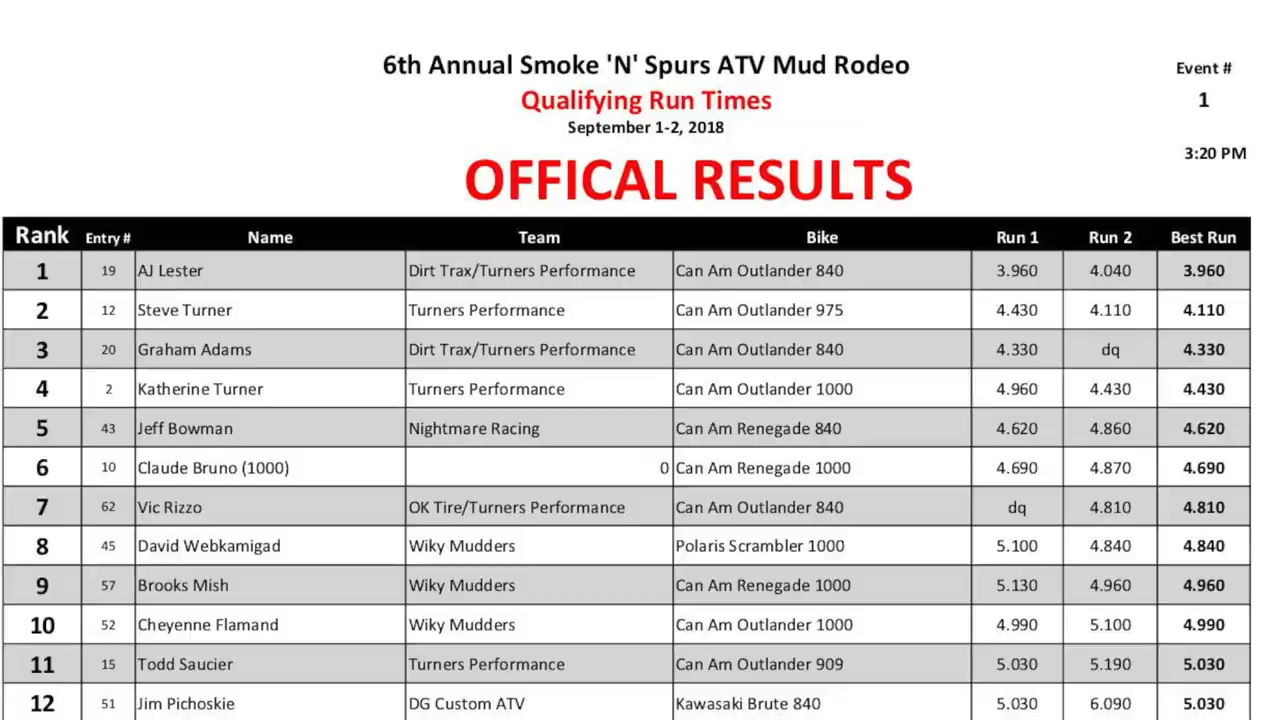 6th Annual Smoke 'N' Spurs ATV Mud Rodeo
Event #
Qualifying Run Times
1
September 1-2, 2018
3:20 PM
OFFICAL RESULTS
Rank Entry # Name Team Bike Run 1 Run 2 Best Run
1 19 AJ Lester Dirt Trax/Turners Performance Can Am Outlander 840 3.960 4.040 3.960
2 12 Steve Turner Turners Performance Can Am Outlander 975 4.430 4.110 4.110
3 20 Graham Adams Dirt Trax/Turners Performance Can Am Outlander 840 4.330 dq 4.330
4 2 Katherine Turner Turners Performance Can Am Outlander 1000 4.960 4.430 4.430
5 43 Jeff Bowman Nightmare Racing Can Am Renegade 840 4.620 4.860 4.620
6 10 Claude Bruno (1000) 0 Can Am Renegade 1000 4.690 4.870 4.690
7 62 Vic Rizzo OK Tire/Turners Performance Can Am Outlander 840 dq 4.810 4.810
8 45 David Webkamigad Wiky Mudders Polaris Scrambler 1000 5.100 4.840 4.840
9 57 Brooks Mish Wiky Mudders Can Am Renegade 1000 5.130 4.960 4.960
10 52 Cheyenne Flamand Wiky Mudders Can Am Outlander 1000 4.990 5.100 4.990
11 15 Todd Saucier Turners Performance Can Am Outlander 909 5.030 5.190 5.030
12 51 Jim Pichoskie DG Custom ATV Kawasaki Brute 840 5.030 6.090 5.030